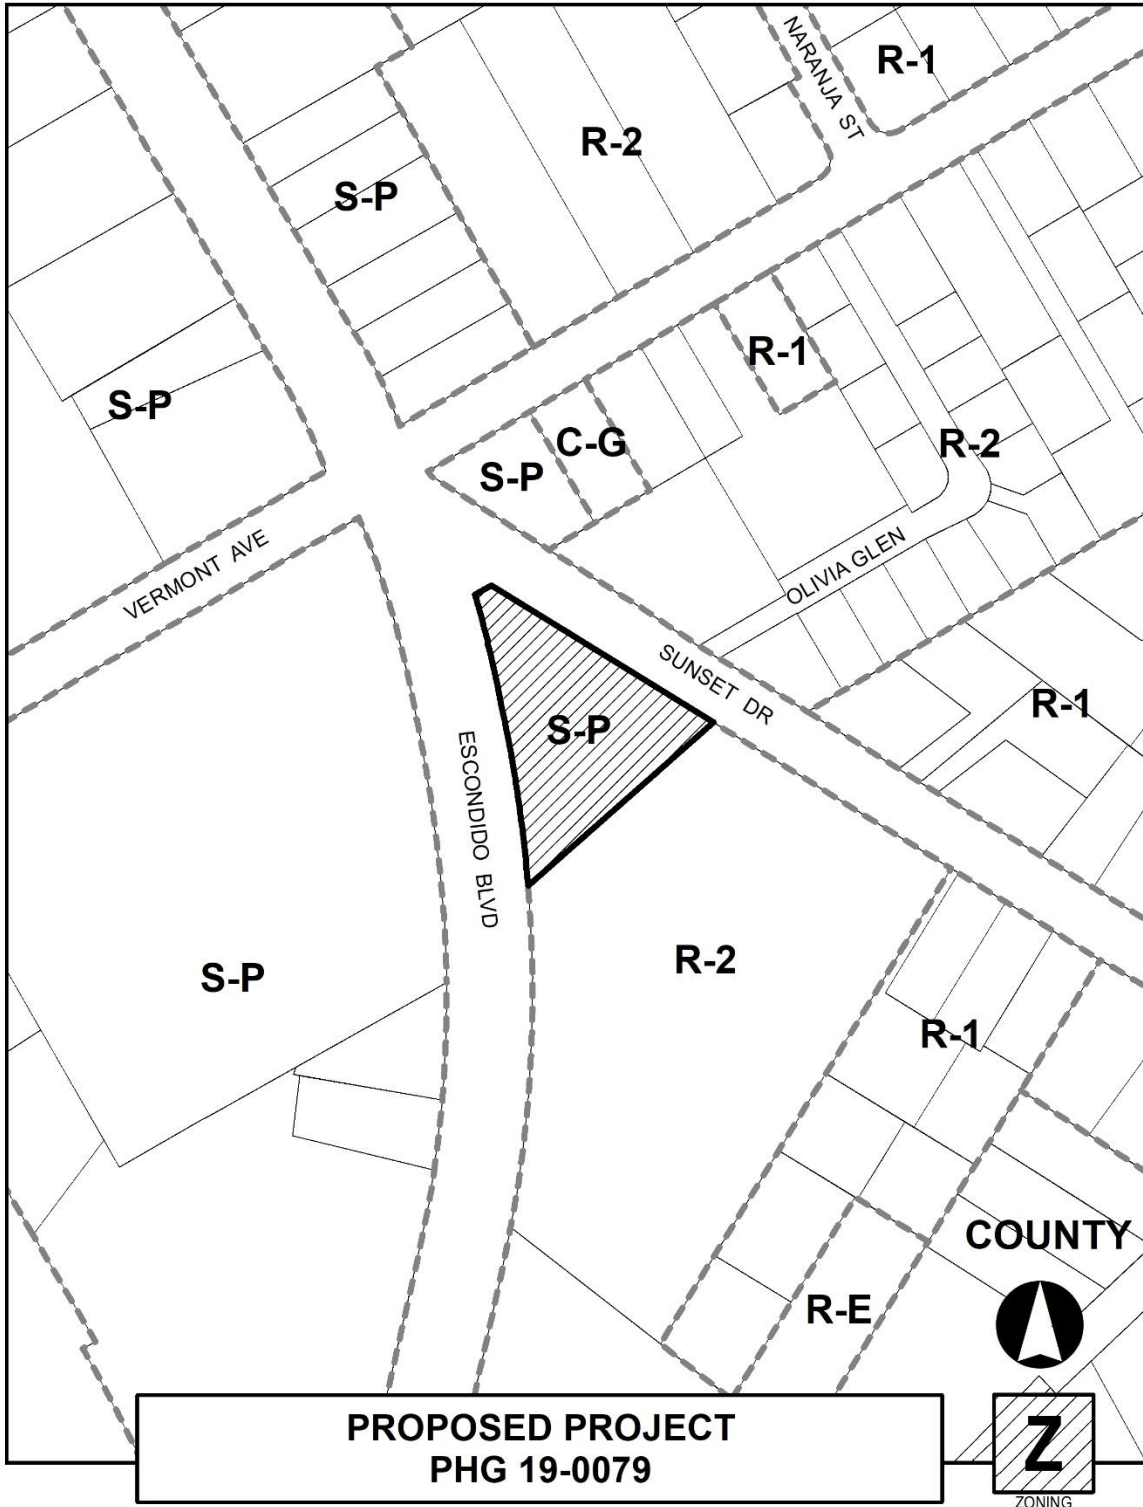 NARANJA ST
R-1
R-2
S-P
R-1
S-P
C-G
S-P
R-2
VERMONT AVE
OLIVIA GLEN
SUNSET DR
S-P
R-1
ESCONDIDO BLVD
R-2
S-P
R-1
COUNTY
R-E
PROPOSED PROJECT
PHG 19-0079
Z
ZONING